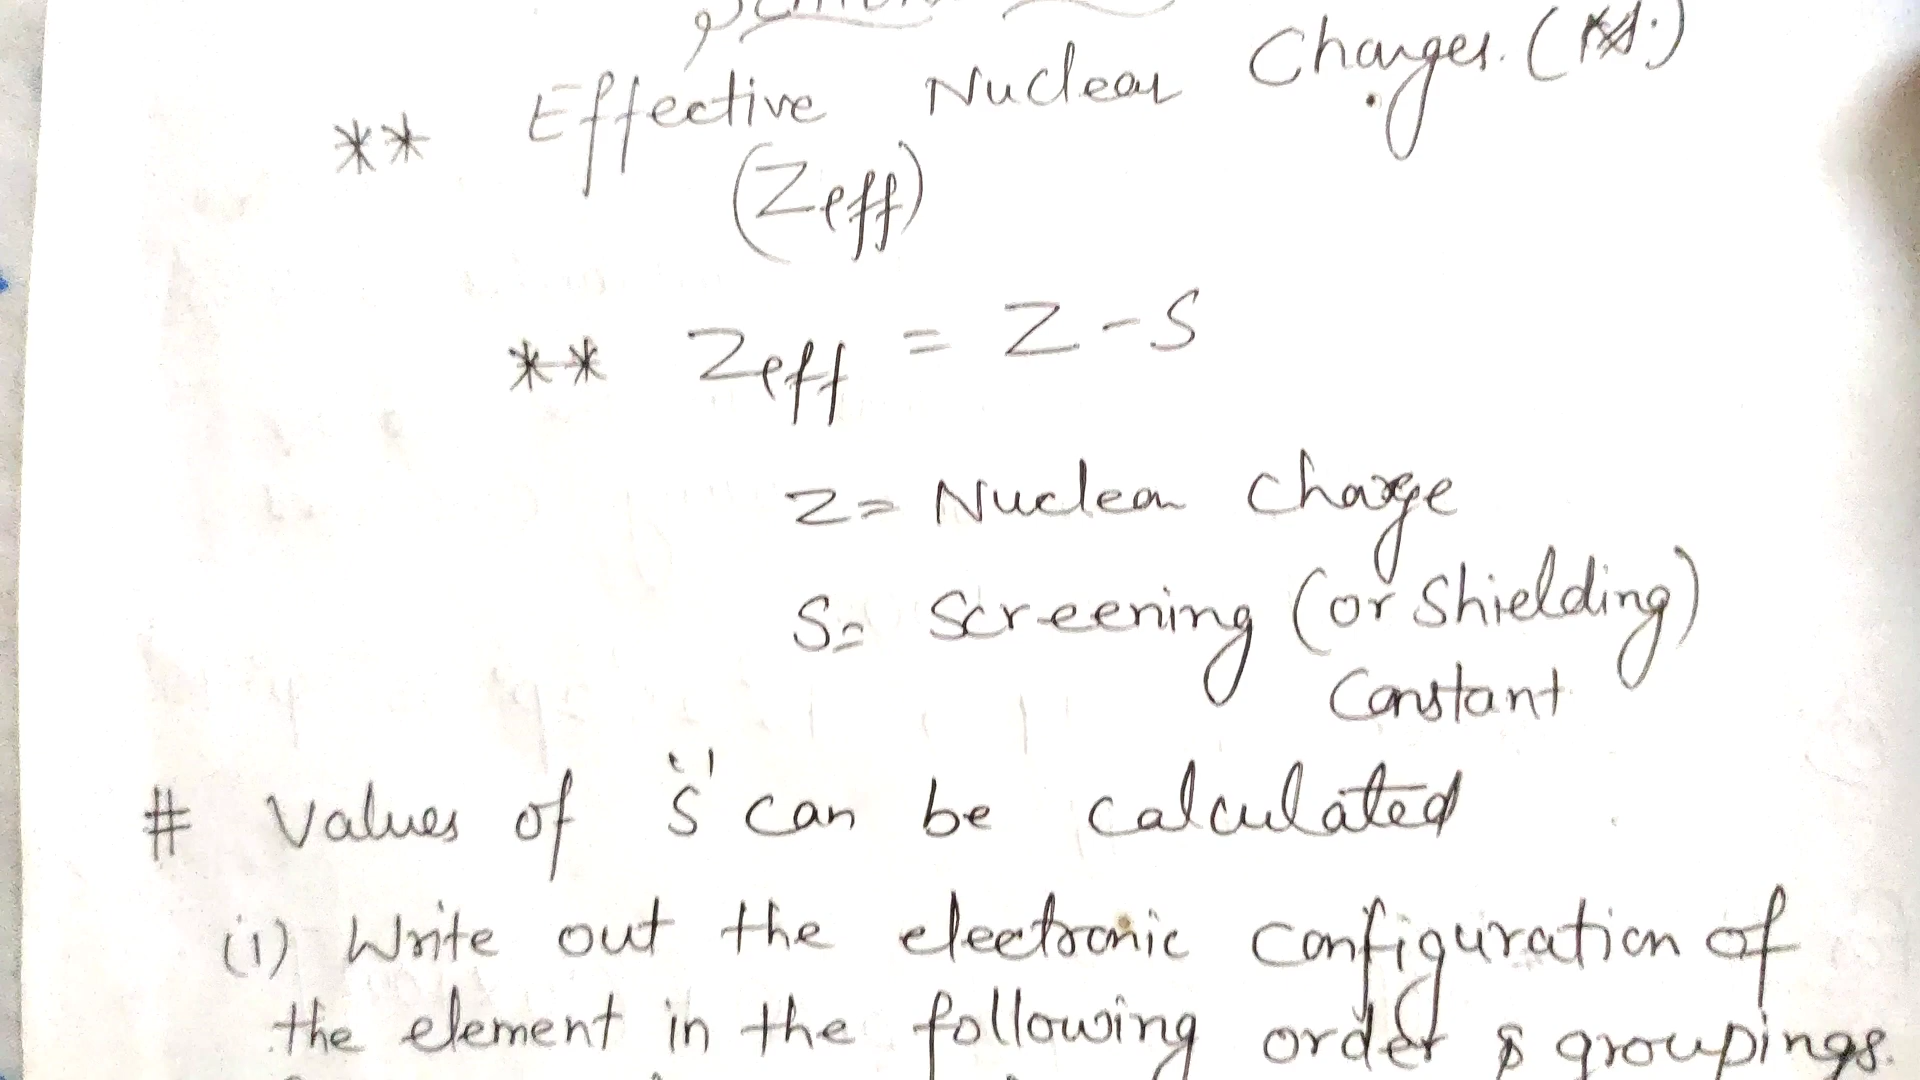 ** Effective Nuclear Charges.
(Zeff)
** Zeff = Z - S
Z = Nuclear charge
S = Screening (or Shielding)
Constant
# Values of 'S' can be calculated
(i) Write out the electronic configuration of
the element in the following order & groupings.